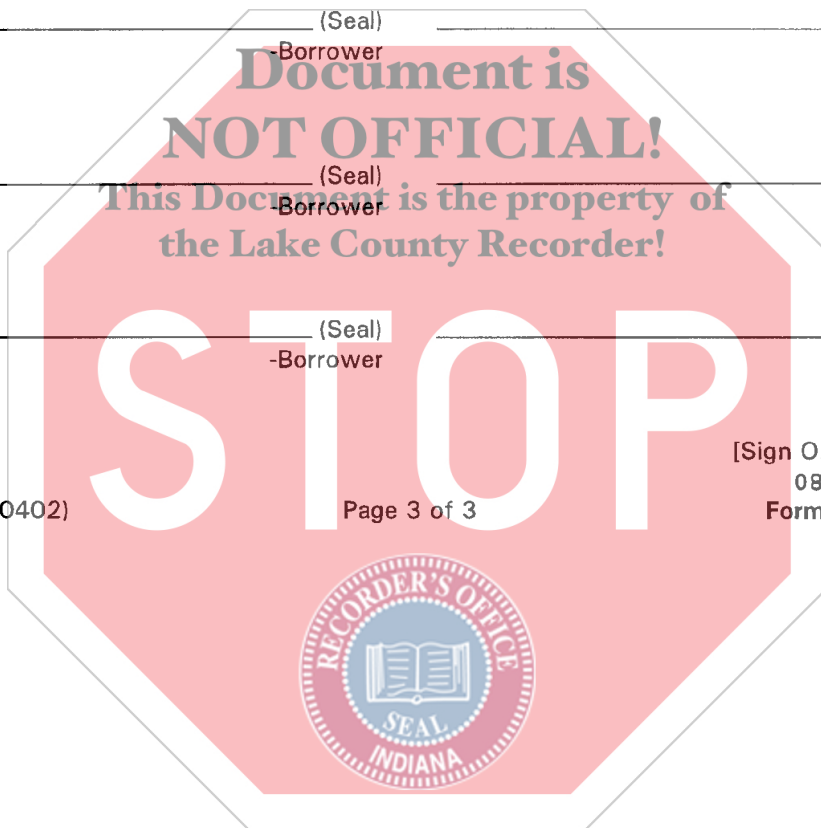 (Seal)
-Borrower
Document is
NOT OFFICIAL!
(Seal)
This Document is the property of
-Borrower
the Lake County Recorder!
(Seal)
-Borrower
STOP
[Sign O
08
0402)
Page 3 of 3
Form
RECORDER'S OFFICE
SEAL
INDIANA